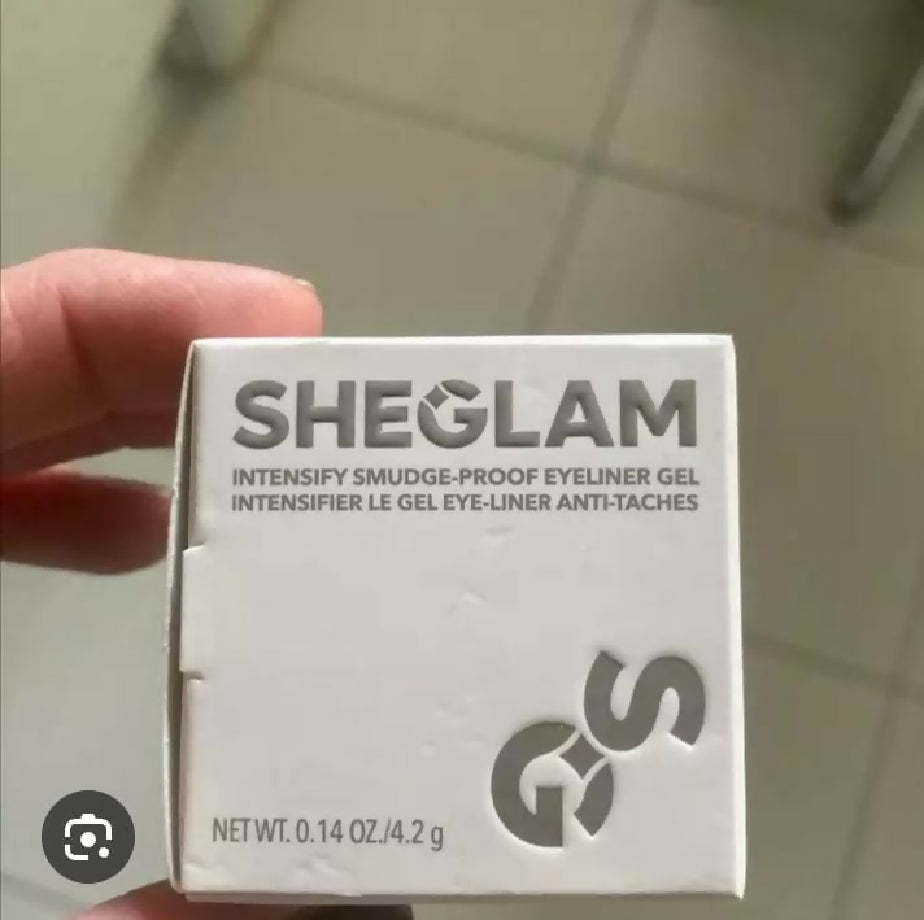 SHEGLAM
INTENSIFY SMUDGE-PROOF EYELINER GEL
INTENSIFIER LE GEL EYE-LINER ANTI-TACHES
GS
NET WT. 0.14 OZ./4.2 g